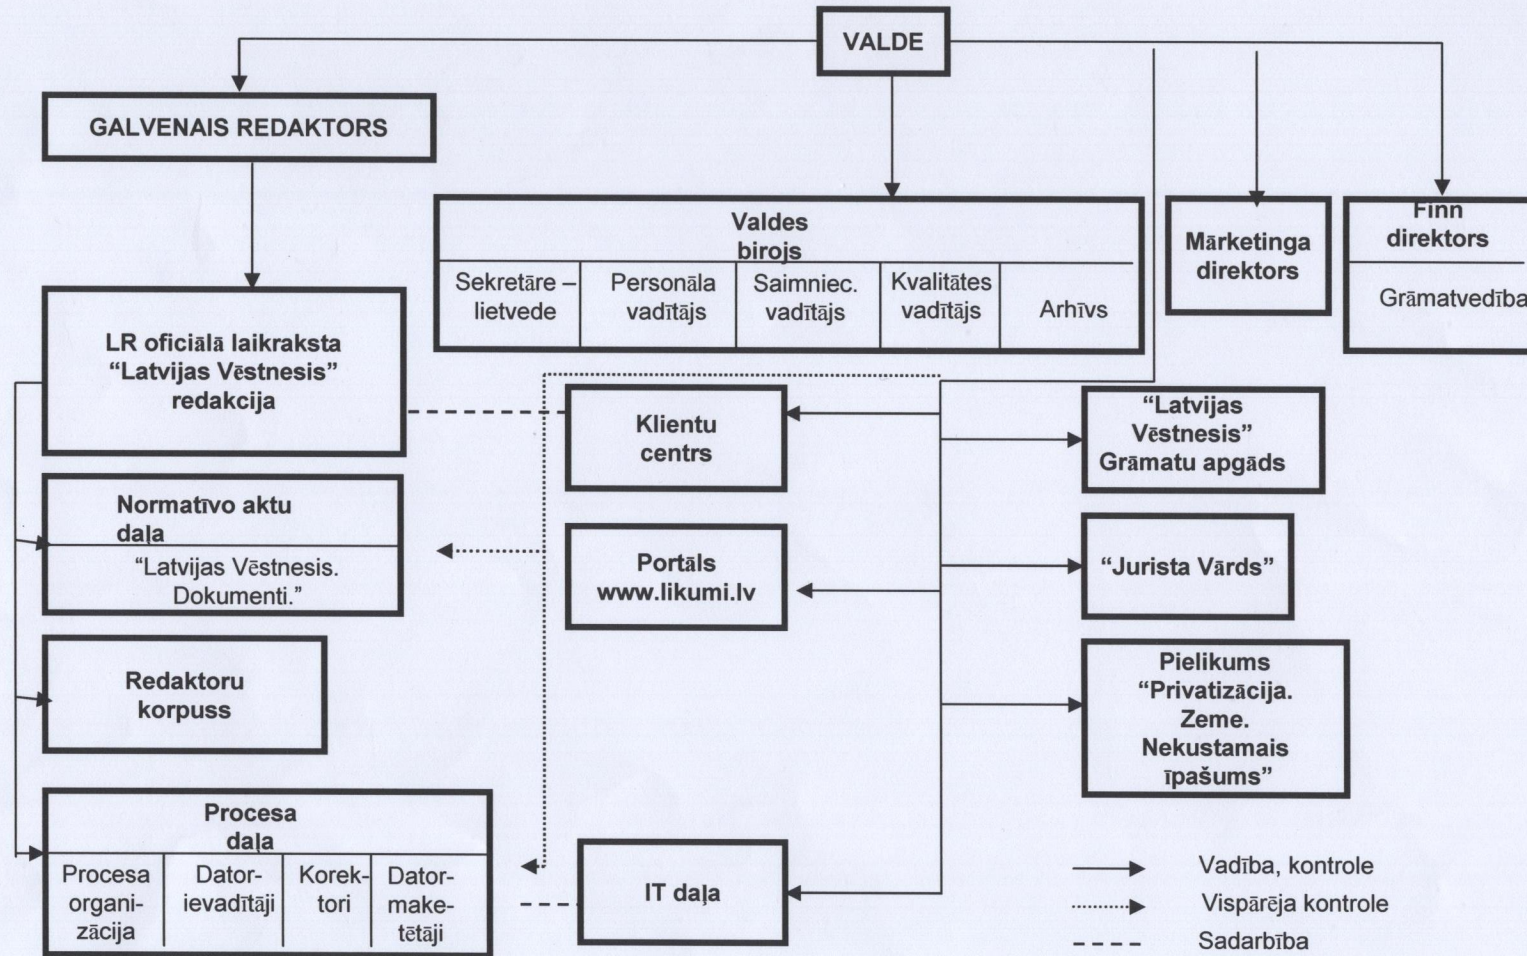 VALDE
GALVENAIS REDAKTORS
Valdes
birojs
Sekretāre –
lietvede
Personāla
vadītājs
Saimniec.
vadītājs
Kvalitātes
vadītājs
Arhīvs
Mārketinga
direktors
Finn
direktors
Grāmatvedība
LR oficiālā laikraksta
“Latvijas Vēstnesis”
redakcija
Klientu
centrs
“Latvijas
Vēstnesis”
Grāmatu apgāds
Normatīvo aktu
daļa
“Latvijas Vēstnesis.
Dokumenti.”
Portāls
www.likumi.lv
“Jurista Vārds”
Redaktoru
korpuss
Pielikums
“Privatizācija.
Zeme.
Nekustamais
īpašums”
Procesa
daļa
Procesa
organi-
zācija
Dator-
ievadītāji
Korek-
tori
Dator-
make-
tētāji
IT daļa
Vadība, kontrole
Vispārēja kontrole
Sadarbība